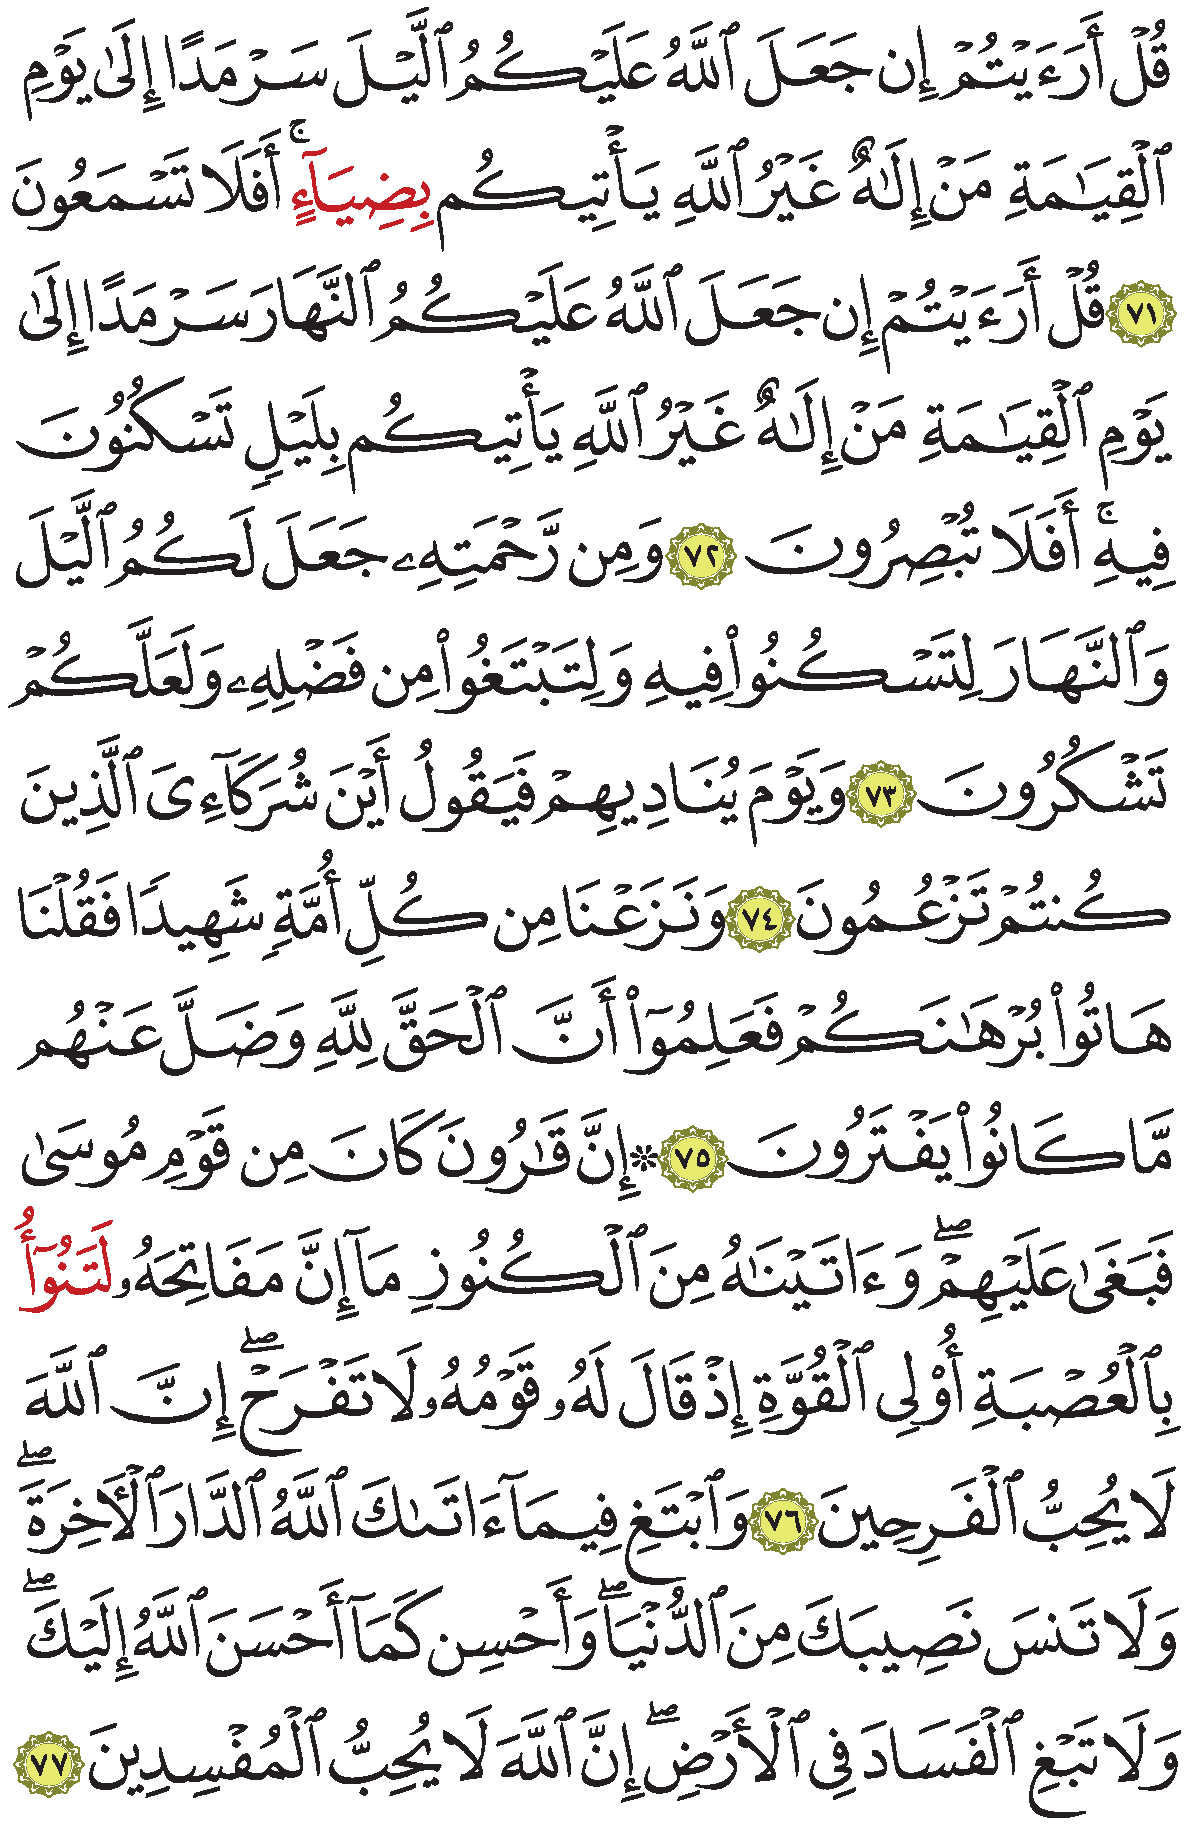 قُلْ أَرَءَيْتُمْ إِن جَعَلَ ٱللَّهُ عَلَيْكُمُ ٱلَّيْلَ سَرْمَدًا إِلَىٰ يَوْمِ
ٱلْقِيَـٰمَةِ مَنْ إِلَـٰهٌ غَيْرُ ٱللَّهِ يَأْتِيكُم بِضِيَآءٍ ۚ أَفَلَا تَسْمَعُونَ
٧١ قُلْ أَرَءَيْتُمْ إِن جَعَلَ ٱللَّهُ عَلَيْكُمُ ٱلنَّهَارَ سَرْمَدًا إِلَىٰ
يَوْمِ ٱلْقِيَـٰمَةِ مَنْ إِلَـٰهٌ غَيْرُ ٱللَّهِ يَأْتِيكُم بِلَيْلٍ تَسْكُنُونَ
فِيهِ ۚ أَفَلَا تُبْصِرُونَ ٧٢ وَمِن رَّحْمَتِهِۦ جَعَلَ لَكُمُ ٱلَّيْلَ
وَٱلنَّهَارَ لِتَسْكُنُوا۟ فِيهِ وَلِتَبْتَغُوا۟ مِن فَضْلِهِۦ وَلَعَلَّكُمْ
تَشْكُرُونَ ٧٣ وَيَوْمَ يُنَادِيهِمْ فَيَقُولُ أَيْنَ شُرَكَآءِىَ ٱلَّذِينَ
كُنتُمْ تَزْعُمُونَ ٧٤ وَنَزَعْنَا مِن كُلِّ أُمَّةٍ شَهِيدًا فَقُلْنَا
هَاتُوا۟ بُرْهَـٰنَكُمْ فَعَلِمُوٓا۟ أَنَّ ٱلْحَقَّ لِلَّهِ وَضَلَّ عَنْهُم
مَّا كَانُوا۟ يَفْتَرُونَ ٧٥ ۞ إِنَّ قَـٰرُونَ كَانَ مِن قَوْمِ مُوسَىٰ
فَبَغَىٰ عَلَيْهِمْ ۖ وَءَاتَيْنَـٰهُ مِنَ ٱلْكُنُوزِ مَآ إِنَّ مَفَاتِحَهُۥ لَتَنُوٓأُ
بِٱلْعُصْبَةِ أُو۟لِى ٱلْقُوَّةِ إِذْ قَالَ لَهُۥ قَوْمُهُۥ لَا تَفْرَحْ ۖ إِنَّ ٱللَّهَ
لَا يُحِبُّ ٱلْفَرِحِينَ ٧٦ وَٱبْتَغِ فِيمَآ ءَاتَىٰكَ ٱللَّهُ ٱلدَّارَ ٱلْـَٔاخِرَةَ ۖ
وَلَا تَنسَ نَصِيبَكَ مِنَ ٱلدُّنْيَا ۖ وَأَحْسِن كَمَآ أَحْسَنَ ٱللَّهُ إِلَيْكَ ۖ
وَلَا تَبْغِ ٱلْفَسَادَ فِى ٱلْأَرْضِ ۖ إِنَّ ٱللَّهَ لَا يُحِبُّ ٱلْمُفْسِدِينَ ٧٧